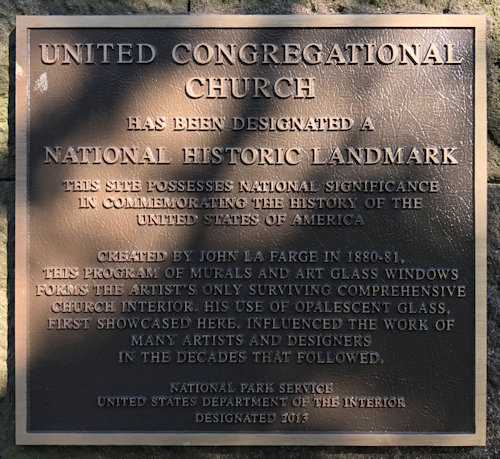 UNITED CONGREGATIONAL
CHURCH
HAS BEEN DESIGNATED A
NATIONAL HISTORIC LANDMARK
THIS SITE POSSESSES NATIONAL SIGNIFICANCE
IN COMMEMORATING THE HISTORY OF THE
UNITED STATES OF AMERICA
CREATED BY JOHN LA FARGE IN 1880-81,
THIS PROGRAM OF MURALS AND ART GLASS WINDOWS
FORMS THE ARTIST'S ONLY SURVIVING COMPREHENSIVE
CHURCH INTERIOR. HIS USE OF OPALESCENT GLASS,
FIRST SHOWCASED HERE, INFLUENCED THE WORK OF
MANY ARTISTS AND DESIGNERS
IN THE DECADES THAT FOLLOWED.
NATIONAL PARK SERVICE
UNITED STATES DEPARTMENT OF THE INTERIOR
DESIGNATED 2013